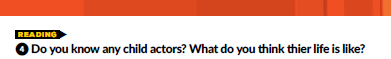 READING
4 Do you know any child actors? What do you think thier life is like?